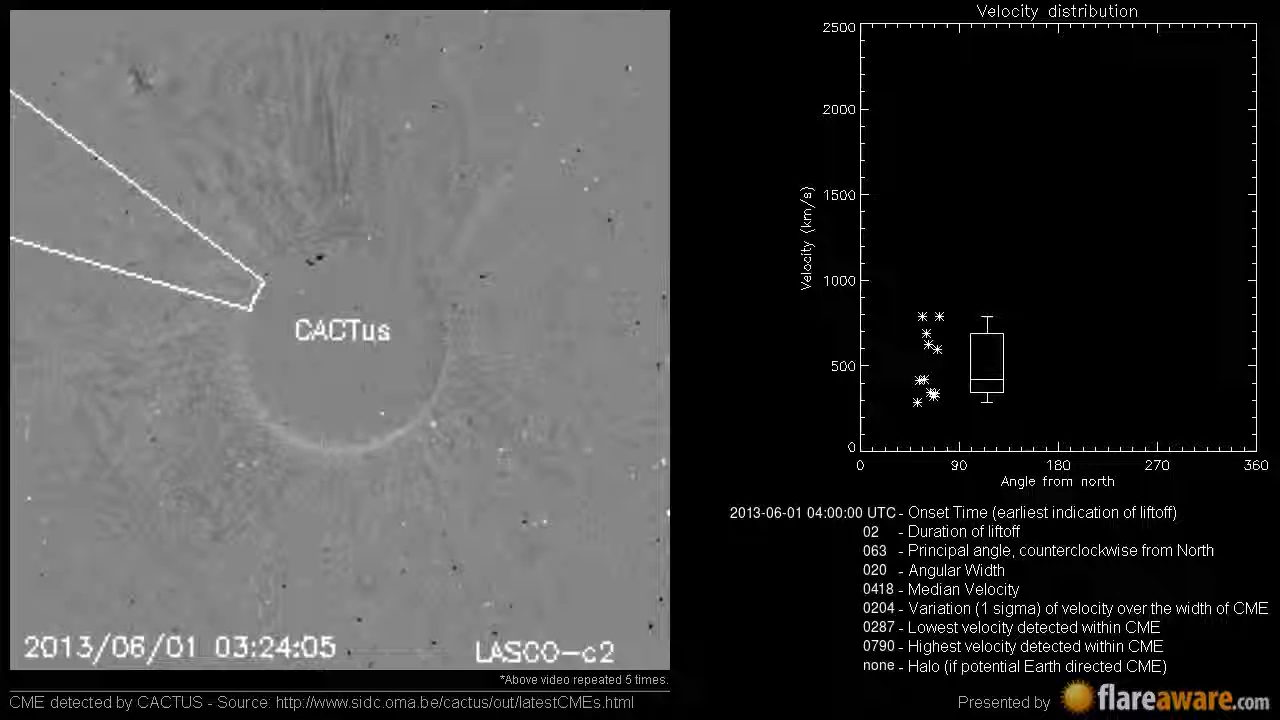 CACTus
2013/06/01 03:24:05 LASCO-c2
*Above video repeated 5 times.
CME detected by CACTUS - Source: http://www.sidc.oma.be/cactus/out/latestCMEs.html
Velocity distribution
2500
2000
1500
1000
500
0
Velocity (km/s)
0 90 180 270 360
Angle from north
2013-06-01 04:00:00 UTC - Onset Time (earliest indication of liftoff)
02 - Duration of liftoff
063 - Principal angle, counterclockwise from North
020 - Angular Width
0418 - Median Velocity
0204 - Variation (1 sigma) of velocity over the width of CME
0287 - Lowest velocity detected within CME
0790 - Highest velocity detected within CME
none - Halo (if potential Earth directed CME)
Presented by flareaware.com